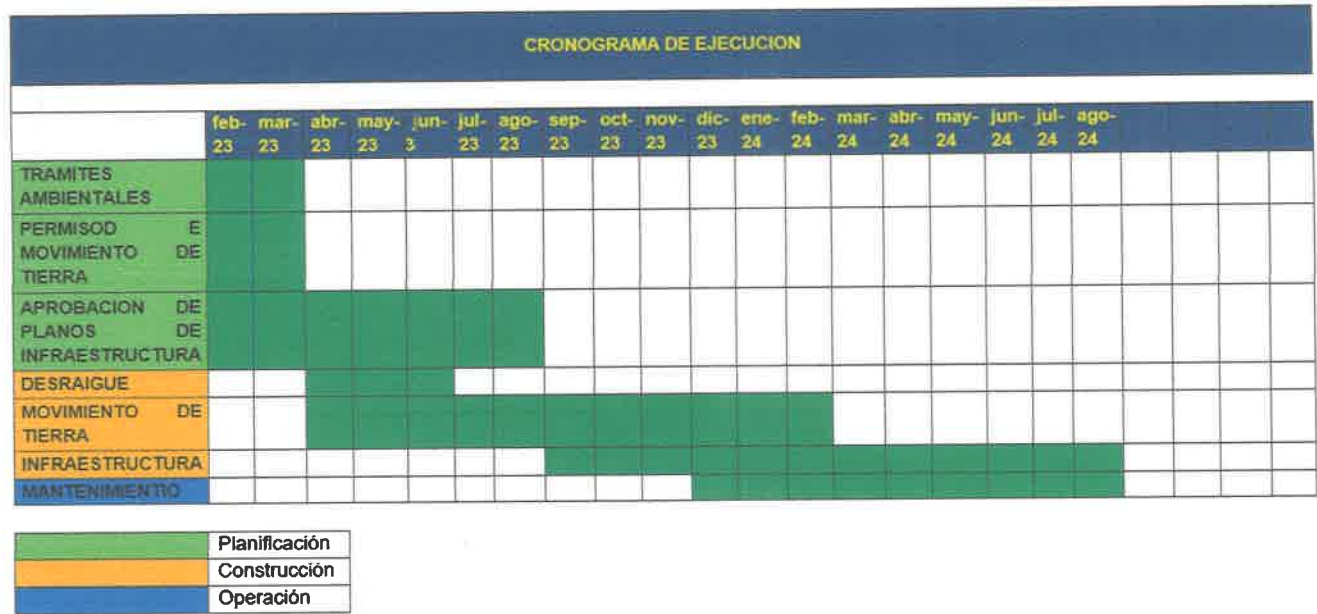 CRONOGRAMA DE EJECUCION
feb- mar- abr- may- jun- jul- ago- sep- oct- nov- dic- ene- feb- mar- abr- may- jun- jul- ago-
23 23 23 23 3 23 23 23 23 23 23 24 24 24 24 24 24 24 24
TRAMITES
AMBIENTALES
PERMISOD E
MOVIMIENTO DE
TIERRA
APROBACION DE
PLANOS DE
INFRAESTRUCTURA
DESRAIGUE
MOVIMIENTO DE
TIERRA
INFRAESTRUCTURA
MANTENIMIENTIO
Planificación
Construcción
Operación